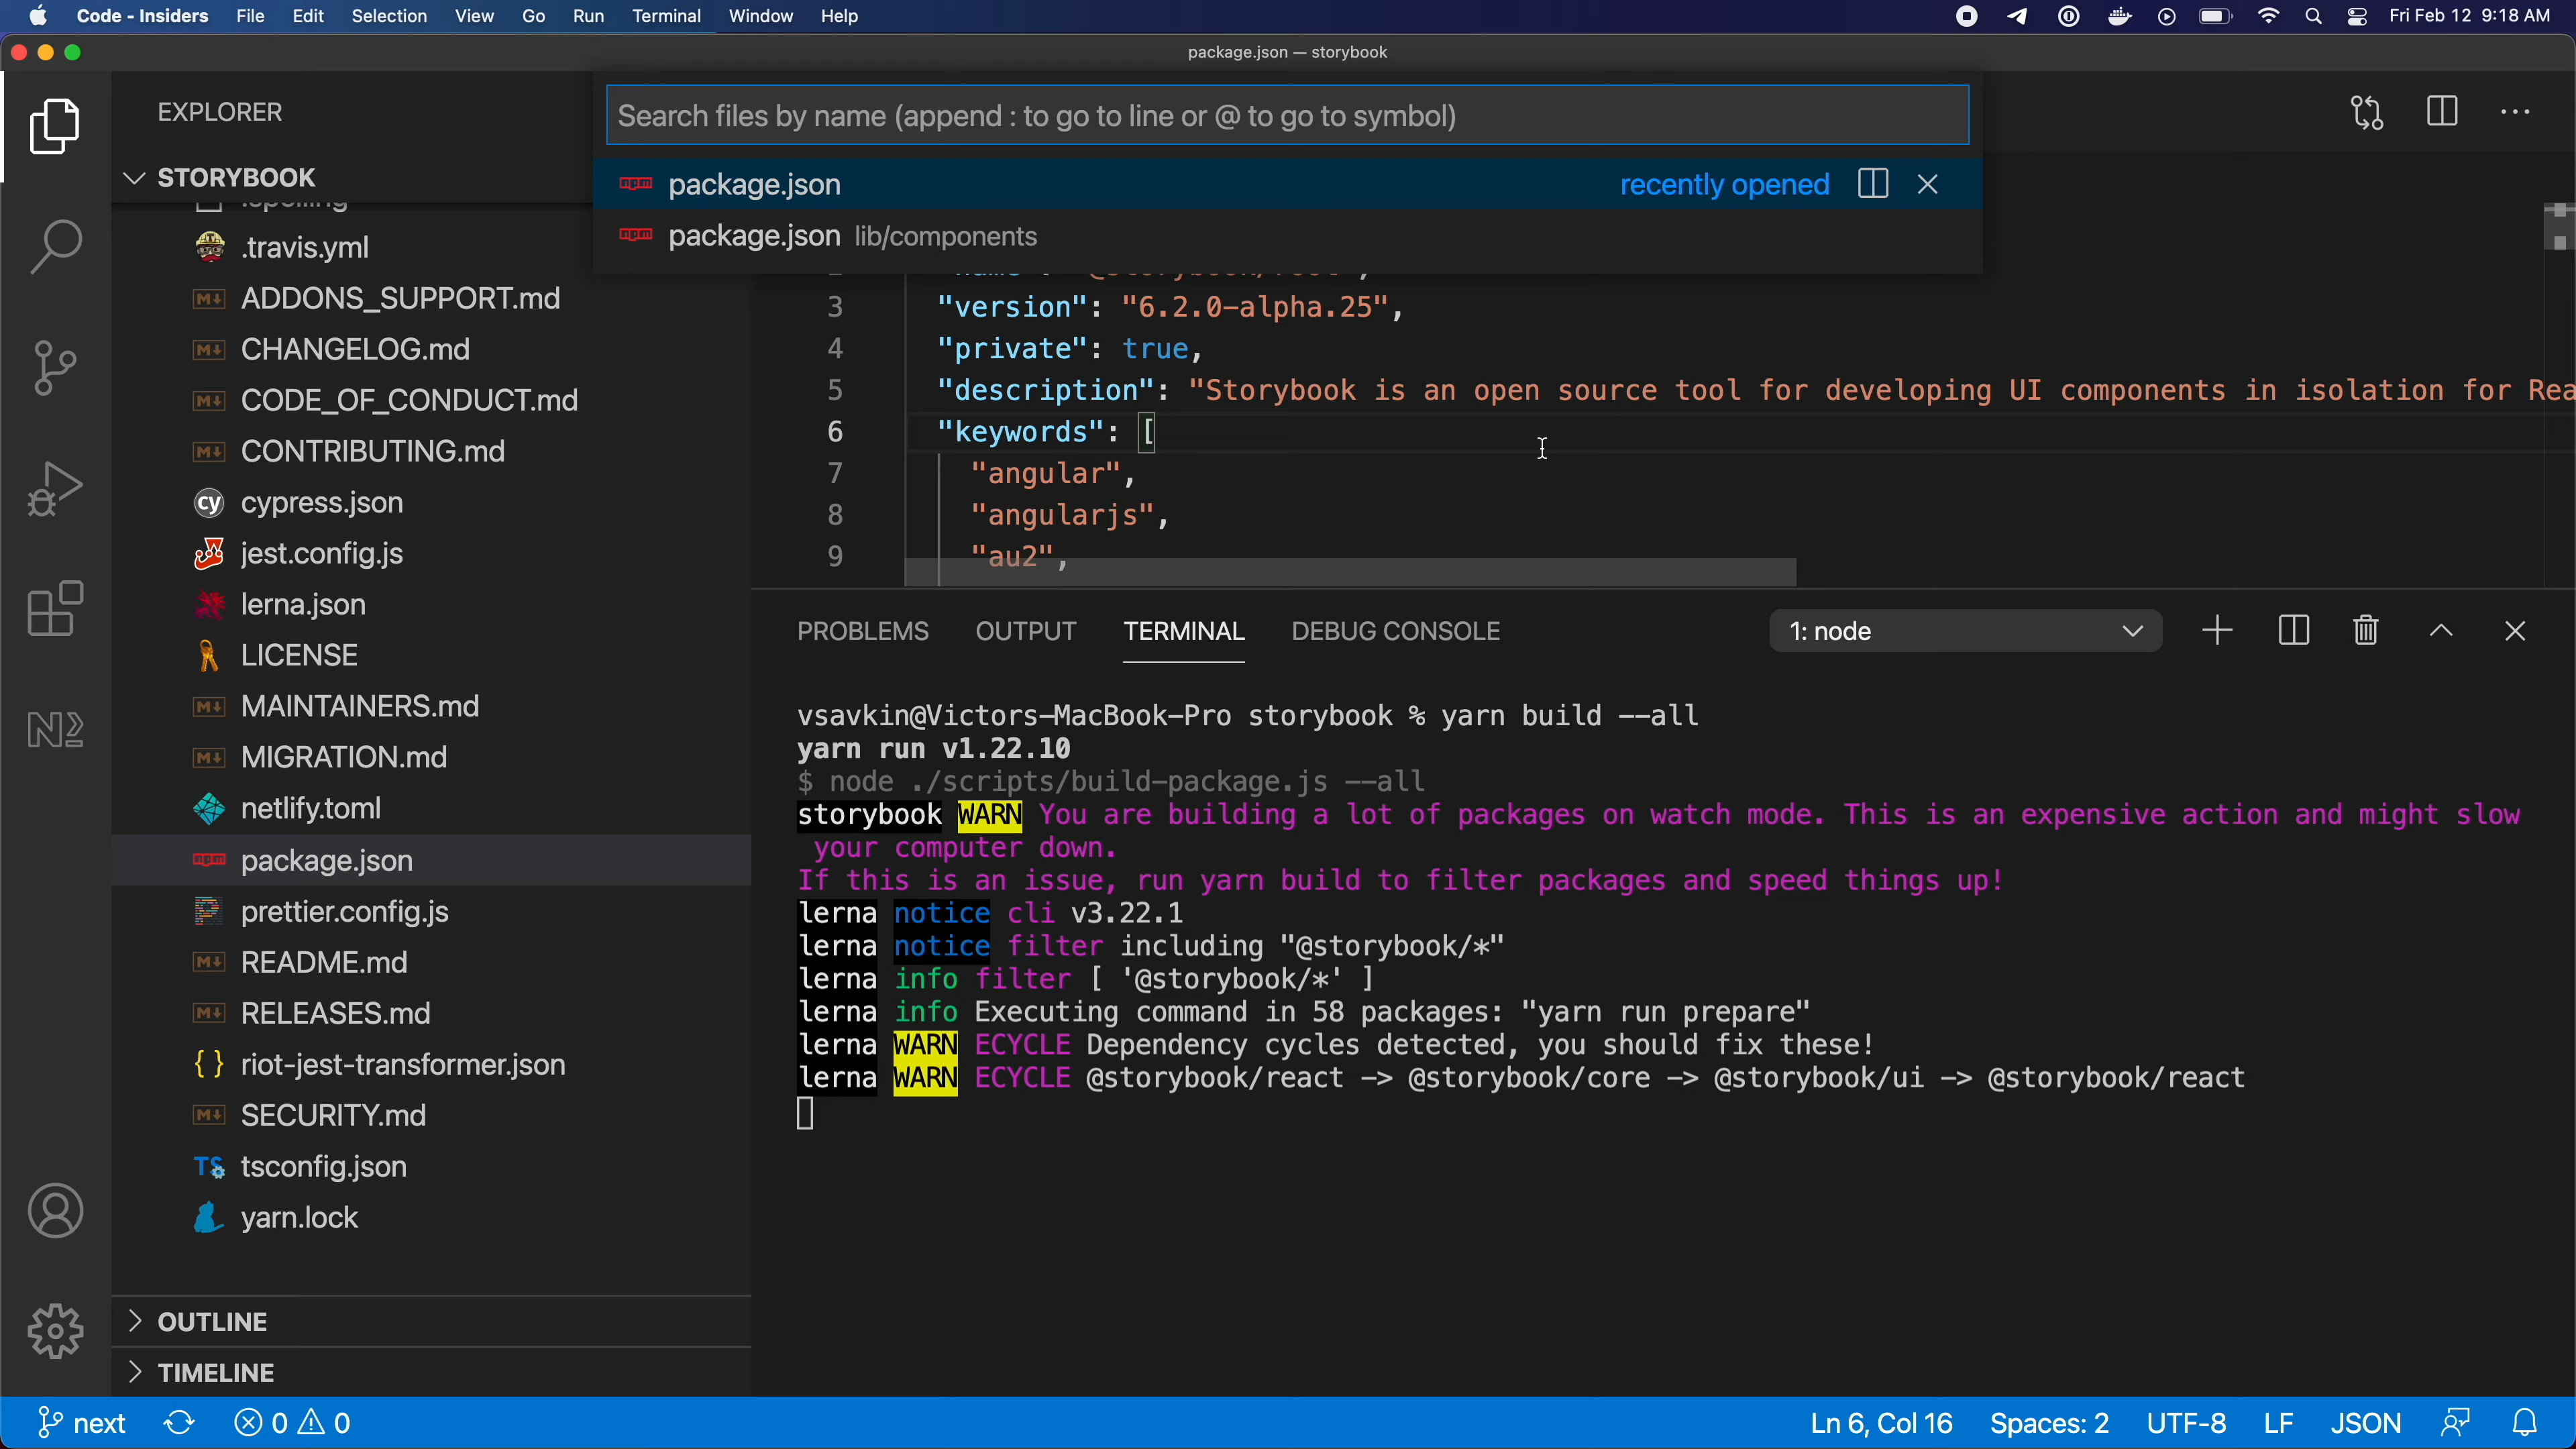 Code - Insiders File Edit Selection View Go Run Terminal Window Help Fri Feb 12 9:18 AM
package.json — storybook
EXPLORER
STORYBOOK
.spelling
.travis.yml
ADDONS_SUPPORT.md
CHANGELOG.md
CODE_OF_CONDUCT.md
CONTRIBUTING.md
cy cypress.json
jest.config.js
lerna.json
LICENSE
MAINTAINERS.md
MIGRATION.md
netlify.toml
package.json
prettier.config.js
README.md
RELEASES.md
{ } riot-jest-transformer.json
SECURITY.md
TS tsconfig.json
yarn.lock
OUTLINE
TIMELINE
Search files by name (append : to go to line or @ to go to symbol)
package.json recently opened
package.json lib/components
3 "version": "6.2.0-alpha.25",
4 "private": true,
5 "description": "Storybook is an open source tool for developing UI components in isolation for Rea
6 "keywords": [
7 "angular",
8 "angularjs",
9 "au2",
PROBLEMS OUTPUT TERMINAL DEBUG CONSOLE 1: node
vsavkin@Victors-MacBook-Pro storybook % yarn build --all
yarn run v1.22.10
$ node ./scripts/build-package.js --all
storybook WARN You are building a lot of packages on watch mode. This is an expensive action and might slow
your computer down.
If this is an issue, run yarn build to filter packages and speed things up!
lerna notice cli v3.22.1
lerna notice filter including "@storybook/*"
lerna info filter [ '@storybook/*' ]
lerna info Executing command in 58 packages: "yarn run prepare"
lerna WARN ECYCLE Dependency cycles detected, you should fix these!
lerna WARN ECYCLE @storybook/react -> @storybook/core -> @storybook/ui -> @storybook/react
next 0 0 Ln 6, Col 16 Spaces: 2 UTF-8 LF JSON